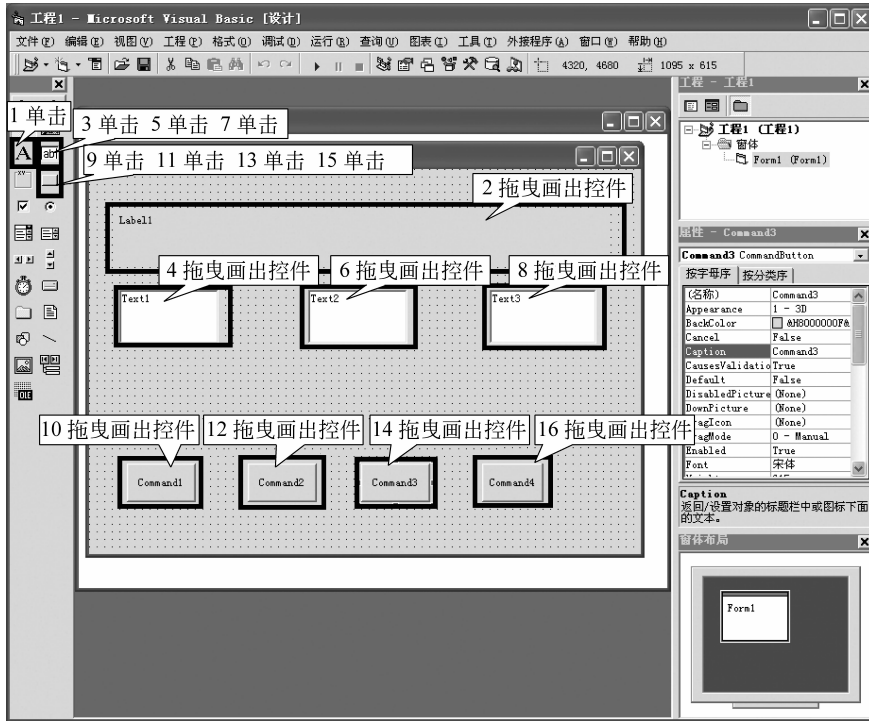 工程1 - Microsoft Visual Basic [设计]
文件(F) 编辑(E) 视图(V) 工程(P) 格式(O) 调试(D) 运行(R) 查询(U) 图表(I) 工具(T) 外接程序(A) 窗口(W) 帮助(H)
4320, 4680 1095 x 615
1 单击
3 单击 5 单击 7 单击
9 单击 11 单击 13 单击 15 单击
A
ab
xy
OLE
2 拖曳画出控件
Label1
4 拖曳画出控件 6 拖曳画出控件 8 拖曳画出控件
Text1 Text2 Text3
10 拖曳画出控件 12 拖曳画出控件 14 拖曳画出控件 16 拖曳画出控件
Command1 Command2 Command3 Command4
工程 - 工程1
工程1 (工程1)
窗体
Form1 (Form1)
属性 - Command3
Command3 CommandButton
按字母序 按分类序
(名称) Command3
Appearance 1 - 3D
BackColor &H8000000F&
Cancel False
Caption Command3
CausesValidatio True
Default False
DisabledPicture (None)
DownPicture (None)
ragIcon (None)
ragMode 0 - Manual
Enabled True
Font 宋体
Caption
返回/设置对象的标题栏中或图标下面
的文本。
窗体布局
Form1